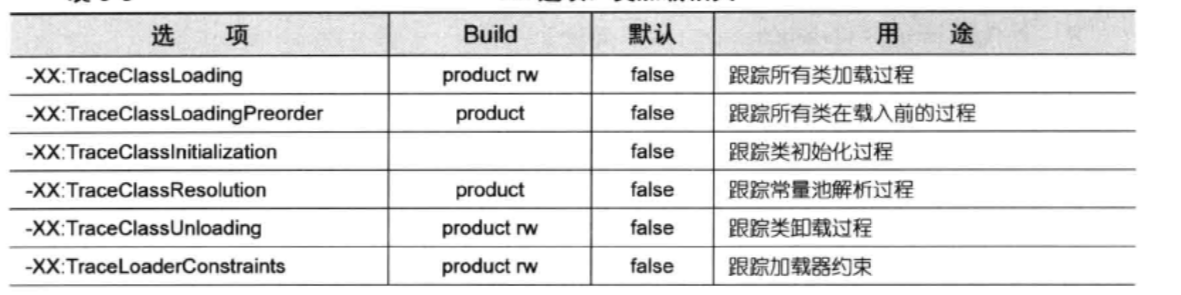 选 项 Build 默认 用 途
-XX:TraceClassLoading product rw false 跟踪所有类加载过程
-XX:TraceClassLoadingPreorder product false 跟踪所有类在载入前的过程
-XX:TraceClassInitialization false 跟踪类初始化过程
-XX:TraceClassResolution product false 跟踪常量池解析过程
-XX:TraceClassUnloading product rw false 跟踪类卸载过程
-XX:TraceLoaderConstraints product rw false 跟踪加载器约束